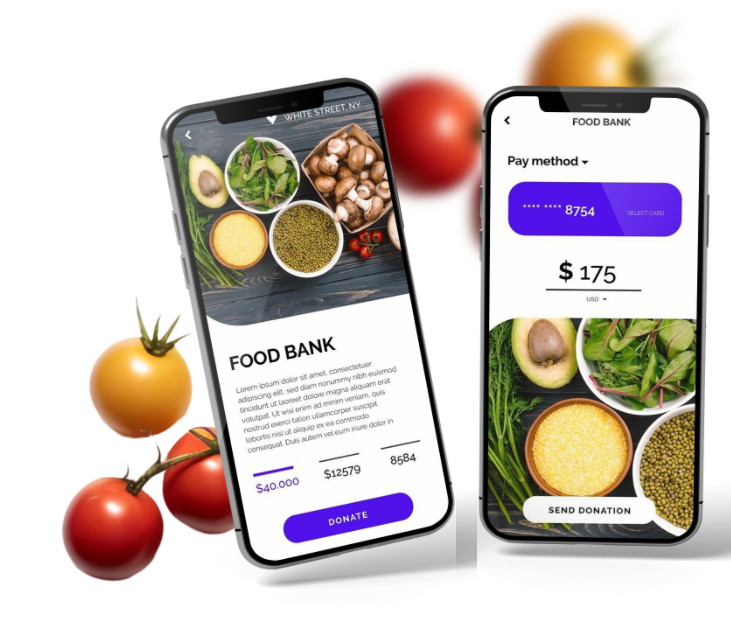 WHITE STREET, NY
FOOD BANK
Lorem ipsum dolor sit amet, consectetuer
adipiscing elit, sed diam nonummy nibh euismod
tincidunt ut laoreet dolore magna aliquam erat
volutpat. Ut wisi enim ad minim veniam, quis
nostrud exerci tation ullamcorper suscipit
lobortis nisl ut aliquip ex ea commodo
consequat. Duis autem vel eum iriure dolor in
$40.000
$12579
8584
DONATE
FOOD BANK
Pay method
**** **** 8754
SELECT CARD
$ 175
USD
SEND DONATION